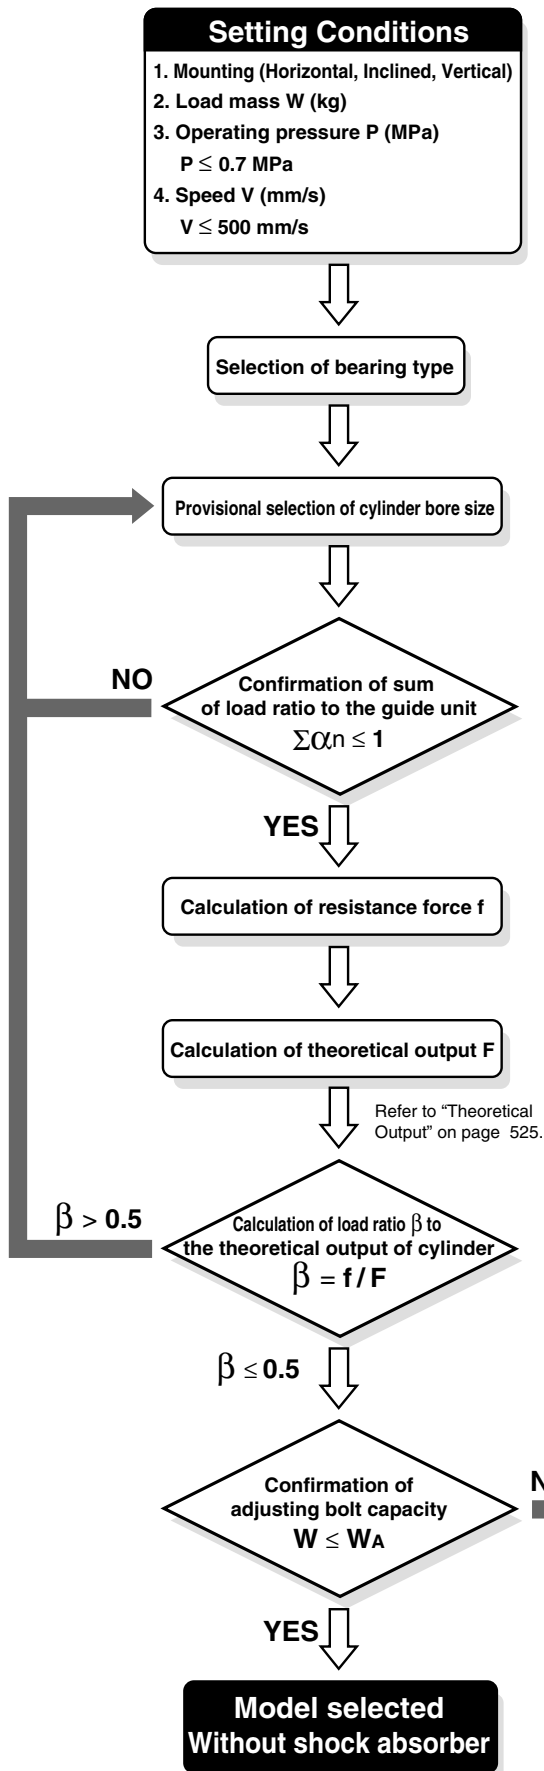 Setting Conditions
1. Mounting (Horizontal, Inclined, Vertical)
2. Load mass W (kg)
3. Operating pressure P (MPa)
P ≤ 0.7 MPa
4. Speed V (mm/s)
V ≤ 500 mm/s
Selection of bearing type
Provisional selection of cylinder bore size
NO
Confirmation of sum
of load ratio to the guide unit
Σαn ≤ 1
YES
Calculation of resistance force f
Calculation of theoretical output F
Refer to “Theoretical
Output” on page 525.
β > 0.5
Calculation of load ratio β to
the theoretical output of cylinder
β = f / F
β ≤ 0.5
Confirmation of
adjusting bolt capacity
W ≤ WA
YES
Model selected
Without shock absorber